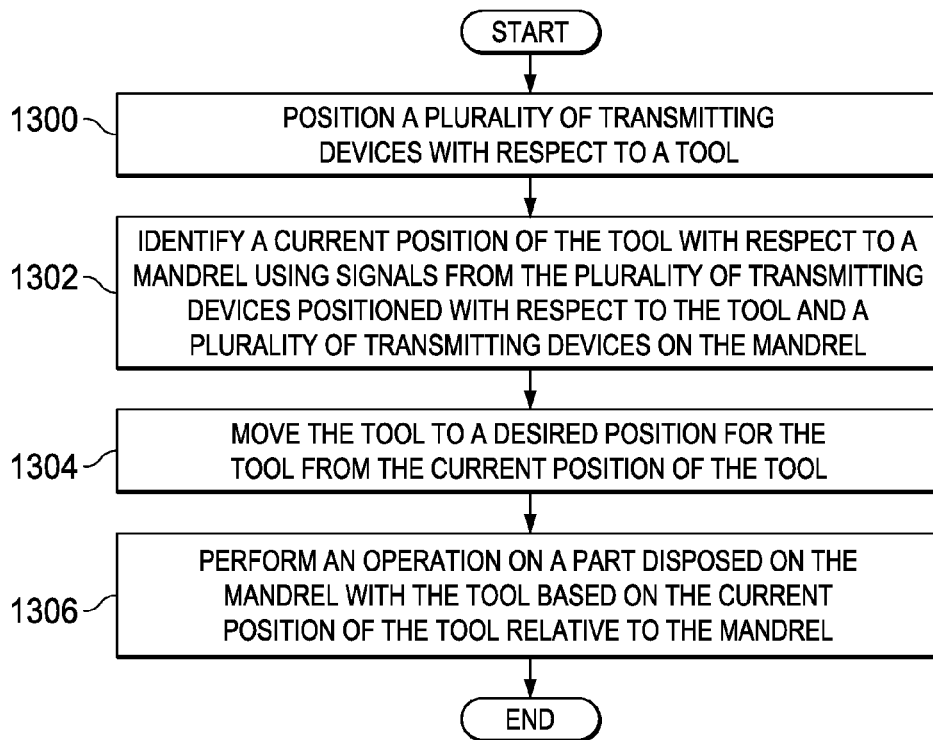 START
1300
POSITION A PLURALITY OF TRANSMITTING
DEVICES WITH RESPECT TO A TOOL
1302
IDENTIFY A CURRENT POSITION OF THE TOOL WITH RESPECT TO A
MANDREL USING SIGNALS FROM THE PLURALITY OF TRANSMITTING
DEVICES POSITIONED WITH RESPECT TO THE TOOL AND A
PLURALITY OF TRANSMITTING DEVICES ON THE MANDREL
1304
MOVE THE TOOL TO A DESIRED POSITION FOR THE
TOOL FROM THE CURRENT POSITION OF THE TOOL
1306
PERFORM AN OPERATION ON A PART DISPOSED ON THE
MANDREL WITH THE TOOL BASED ON THE CURRENT
POSITION OF THE TOOL RELATIVE TO THE MANDREL
END